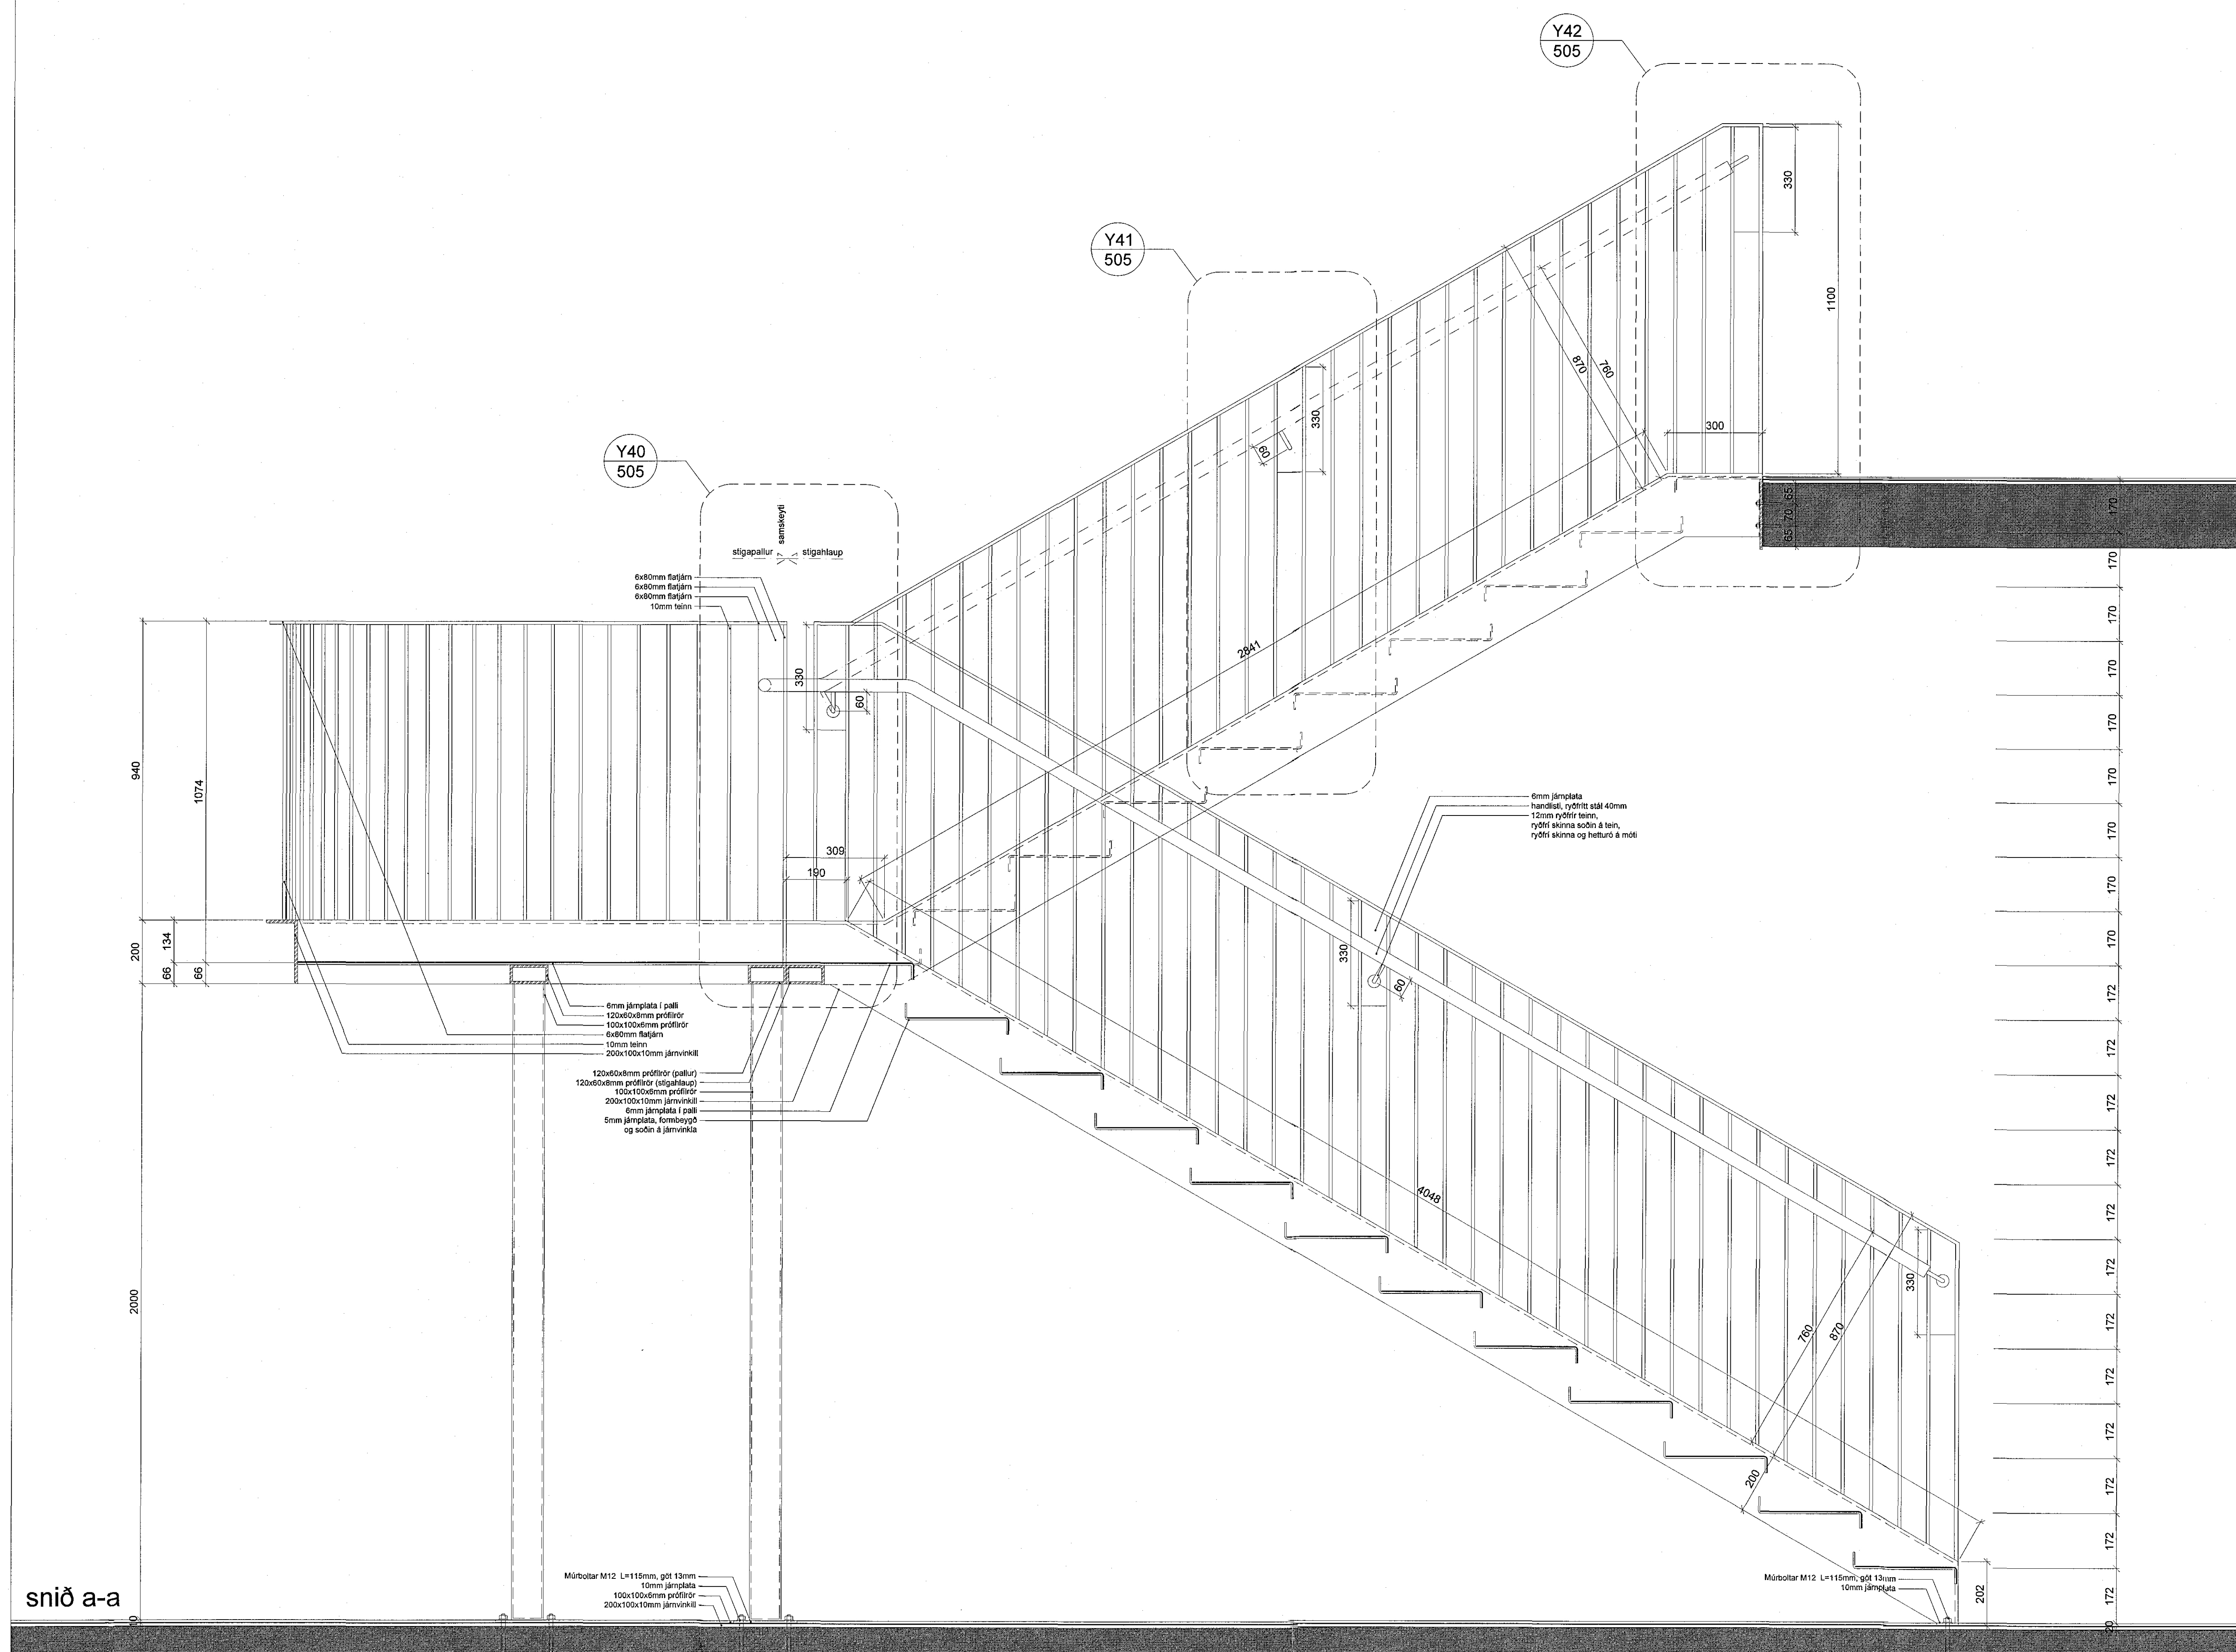 Y42
505
Y41
505
Y40
505
330
1100
870
760
300
330
60
samskeyti
stigapallur
stigahlaup
6x80mm flatjárn
6x80mm flatjárn
6x80mm flatjárn
10mm teinn
65
70
65
170
170
170
170
170
170
170
170
170
172
172
172
172
172
172
172
172
172
172
172
172
20
940
1074
200
134
66
66
2000
10
330
60
309
190
2841
6mm járnplata
handlisti, ryðfrítt stál 40mm
12mm ryðfrír teinn,
ryðfrí skinna soðin á tein,
ryðfrí skinna og hetturó á móti
330
60
6mm járnplata í palli
120x60x8mm prófílrör
100x100x6mm prófílrör
6x80mm flatjárn
10mm teinn
200x100x10mm járnvinkill
120x60x8mm prófílrör (pallur)
120x60x8mm prófílrör (stigahlaup)
100x100x6mm prófílrör
200x100x10mm járnvinkill
6mm járnplata í palli
5mm járnplata, formbeygð
og soðin á járnvinkla
4048
330
760
870
200
202
Múrboltar M12 L=115mm, göt 13mm
10mm járnplata
100x100x6mm prófílrör
200x100x10mm járnvinkill
Múrboltar M12 L=115mm, göt 13mm
10mm járnplata
snið a-a